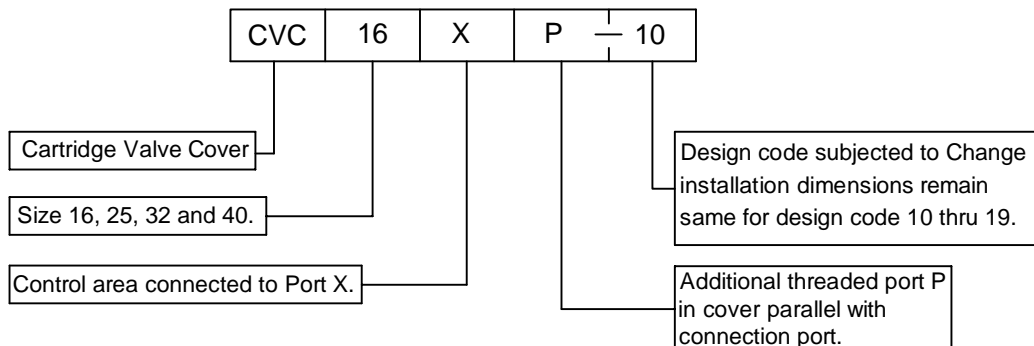 CVC 16 X P - 10
Cartridge Valve Cover
Size 16, 25, 32 and 40.
Control area connected to Port X.
Design code subjected to Change
installation dimensions remain
same for design code 10 thru 19.
Additional threaded port P
in cover parallel with
connection port.